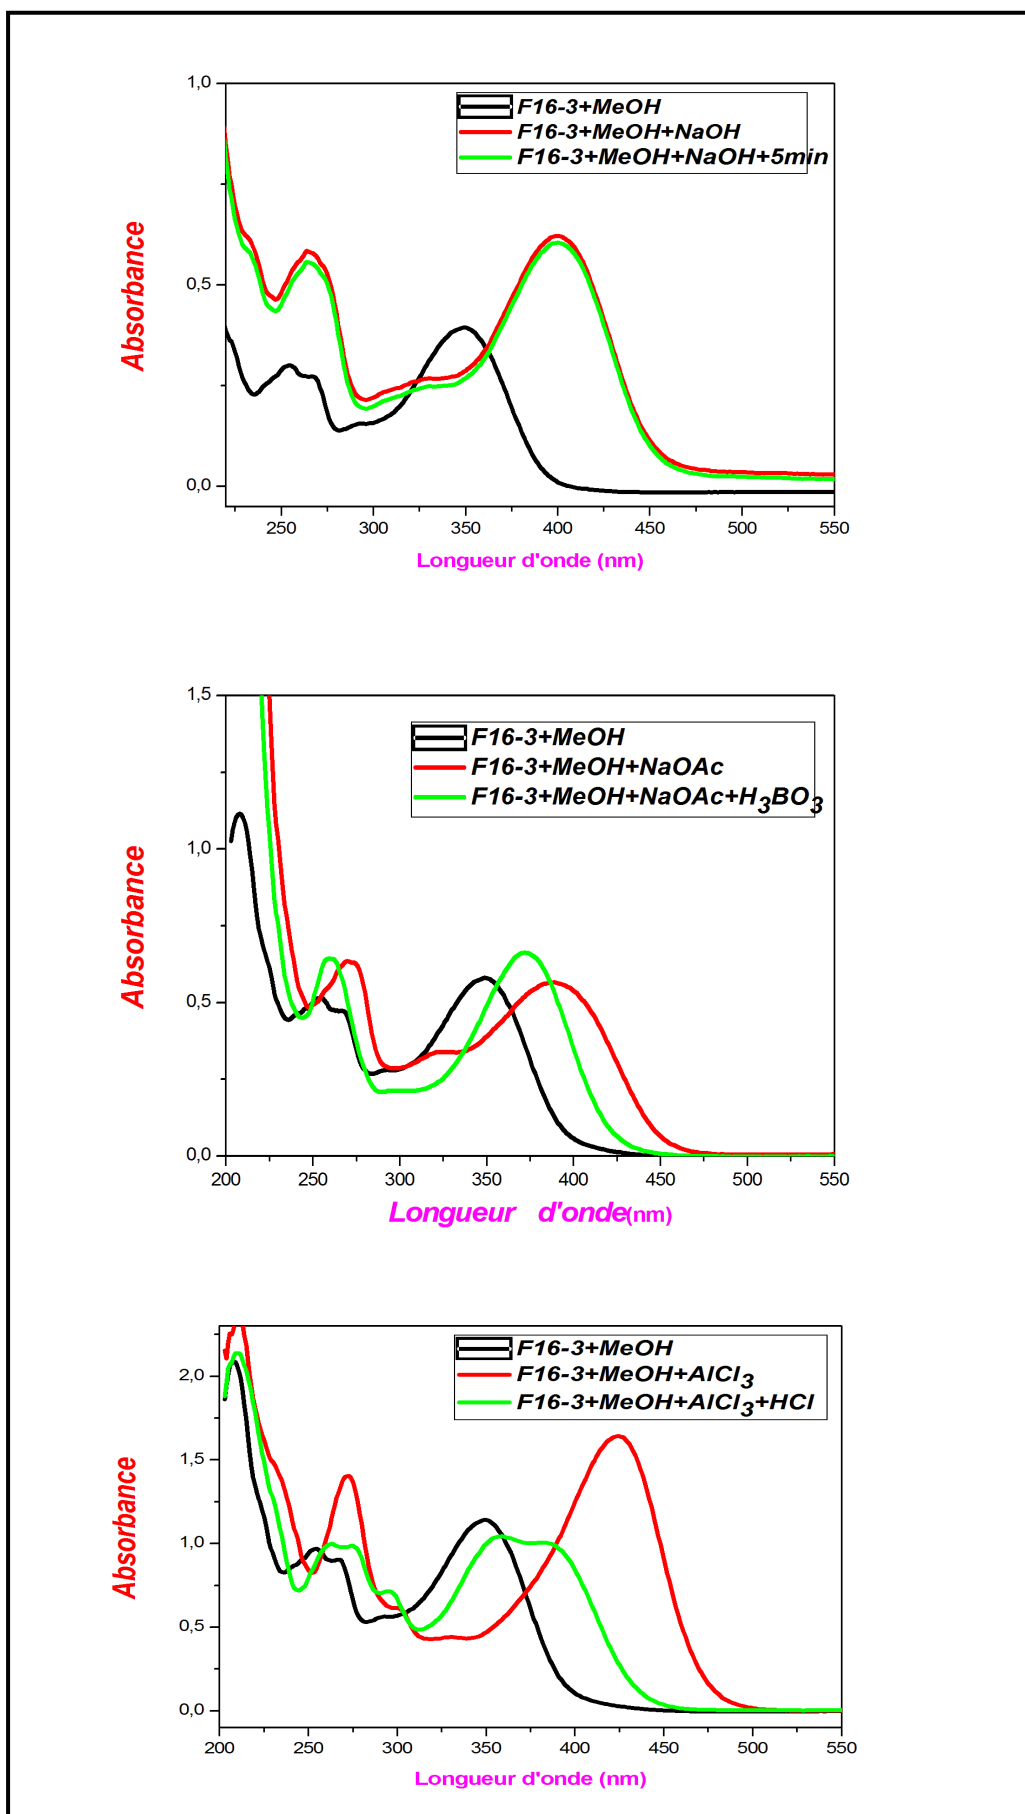 1,0
F16-3+MeOH
F16-3+MeOH+NaOH
F16-3+MeOH+NaOH+5min
Absorbance
0,5
0,0
250 300 350 400 450 500 550
Longueur d'onde (nm)
1,5
F16-3+MeOH
F16-3+MeOH+NaOAc
F16-3+MeOH+NaOAc+H₃BO₃
1,0
Absorbance
0,5
0,0
200 250 300 350 400 450 500 550
Longueur d'onde(nm)
F16-3+MeOH
F16-3+MeOH+AlCl₃
F16-3+MeOH+AlCl₃+HCl
2,0
1,5
Absorbance
1,0
0,5
0,0
200 250 300 350 400 450 500 550
Longueur d'onde (nm)